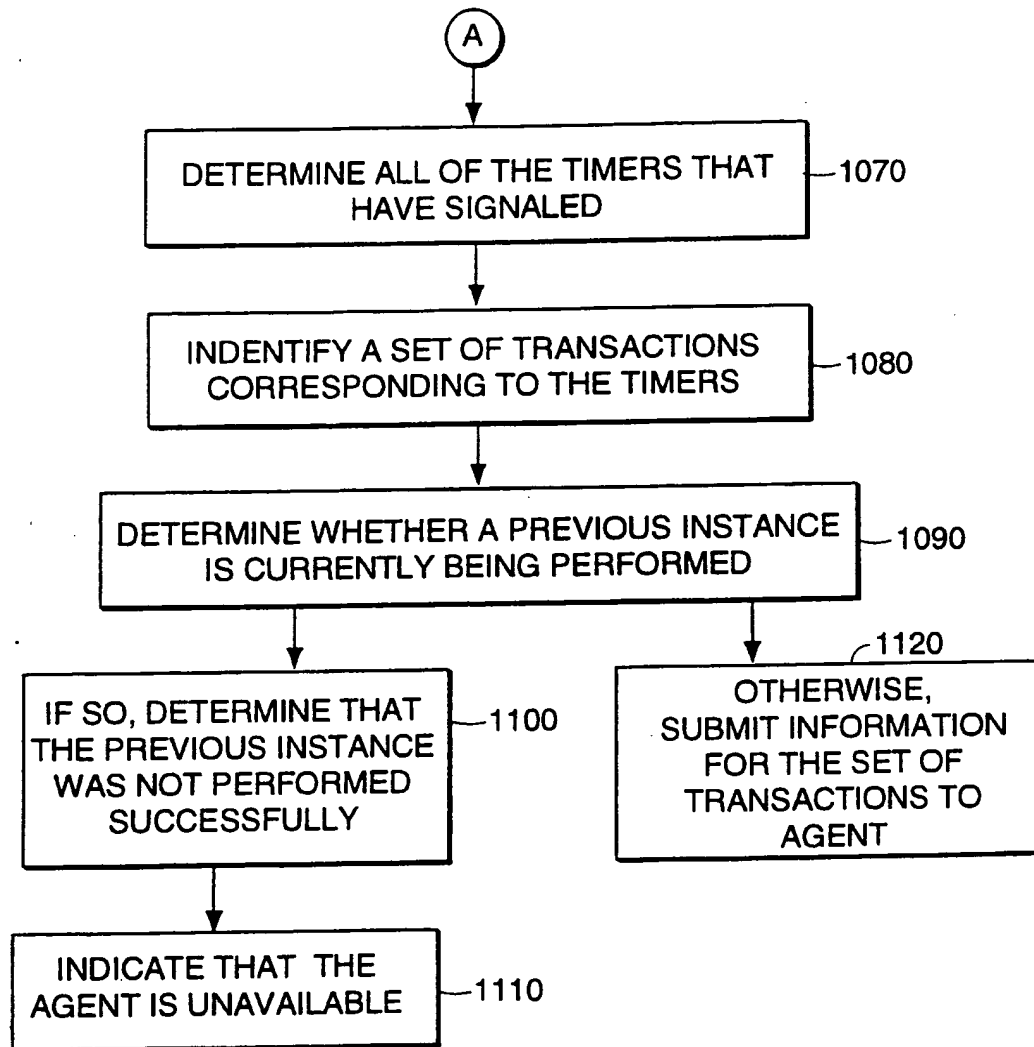 A
DETERMINE ALL OF THE TIMERS THAT
HAVE SIGNALED
1070
INDENTIFY A SET OF TRANSACTIONS
CORRESPONDING TO THE TIMERS
1080
DETERMINE WHETHER A PREVIOUS INSTANCE
IS CURRENTLY BEING PERFORMED
1090
IF SO, DETERMINE THAT
THE PREVIOUS INSTANCE
WAS NOT PERFORMED
SUCCESSFULLY
1100
1120
OTHERWISE,
SUBMIT INFORMATION
FOR THE SET OF
TRANSACTIONS TO
AGENT
INDICATE THAT THE
AGENT IS UNAVAILABLE
1110